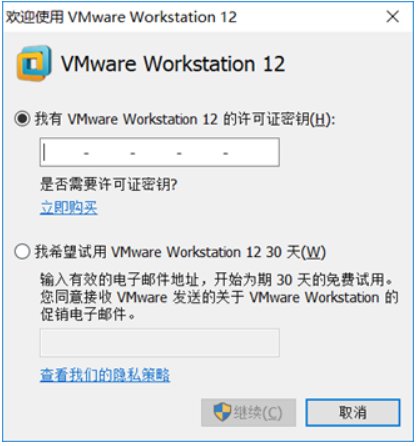 欢迎使用 VMware Workstation 12
VMware Workstation 12
我有 VMware Workstation 12 的许可证密钥(H):
- - - -
是否需要许可证密钥?
立即购买
我希望试用 VMware Workstation 12 30 天(W)
输入有效的电子邮件地址，开始为期 30 天的免费试用。
您同意接收 VMware 发送的关于 VMware Workstation 的
促销电子邮件。
查看我们的隐私策略
继续(C)
取消